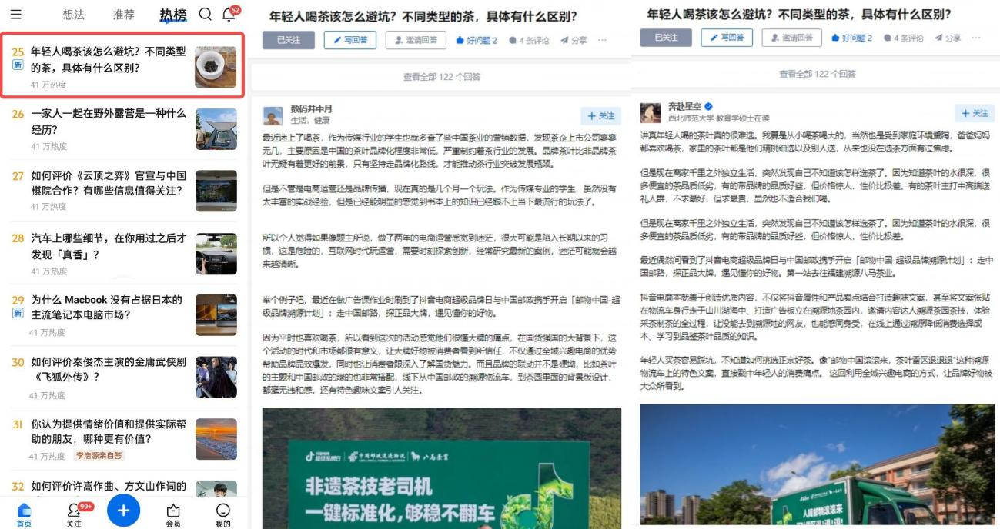 想法
推荐
热榜
52
25
新
年轻人喝茶该怎么避坑？不同类型
的茶，具体有什么区别？
41 万热度
26
一家人一起在野外露营是一种什么
经历？
41 万热度
27
如何评价《云顶之弈》官宣与中国
棋院合作？有哪些信息值得关注？
41 万热度
28
汽车上哪些细节，在你用过之后才
发现「真香」？
41 万热度
29
新
为什么 Macbook 没有占据日本的
主流笔记本电脑市场？
41 万热度
30
如何评价秦俊杰主演的金庸武侠剧
《飞狐外传》？
41 万热度
31
你认为提供情绪价值和提供实际帮
助的朋友，哪种更有价值？
41 万热度
李浩源亲自答
32
如何评价许嵩作曲、方文山作词的
首页
关注
99+
会员
我的
年轻人喝茶该怎么避坑？不同类型的茶，具体有什么区别？
已关注
写回答
邀请回答
好问题 2
4 条评论
分享
查看全部 122 个回答
数码井中月
生活，健康
+ 关注
最近迷上了喝茶，作为传媒行业的学生也就多查了些中国茶业的营销数据，发现茶企上市公司寥寥
无几，主要原因是中国的茶叶品牌化程度非常低，严重制约着茶行业的发展。品牌茶叶比非品牌茶
叶无疑有着更好的前景，只有坚持走品牌化路线，才能推动茶行业突破发展瓶颈。
但是不管是电商运营还是品牌传播，现在真的是几个月一个玩法。作为传媒专业的学生，虽然没有
太丰富的实战经验，但是已经能明显的感觉到书本上的知识已经跟不上当下最流行的玩法了。
所以个人觉得如果像题主所说，做了两年的电商运营感觉到迷茫，很大可能是陷入长期以来的习
惯，这是危险的，互联网时代玩运营，需要时刻探索创新，经常研究最新的案例，迷茫可能就会越
来越清晰。
举个例子吧，最近在做广告课作业时刷到了抖音电商超级品牌日与中国邮政携手开启「邮物中国-超
级品牌溯源计划」：走中国邮路，探正品大牌，遇见懂你的好物。
因为平时也喜欢喝茶，所以看到这次的活动感觉他们很懂大牌的痛点，在国货强国的大背景下，这
个活动的时代和市场都很有意义，让大牌好物被消费者看到所信任，不仅通过全域兴趣电商的优势
帮助品牌品效爆发，同时也让消费者跟深入了解国货魅力。而且品牌的联动并不是硬动，比如茶叶
的主题和中国邮政的绿的也非常搭配，线下从中国邮政的溯源物流车，到茶园里面的背景版设计，
都毫无违和感，还有特色趣味文案引人关注。
抖音电商
超级品牌日
中国邮政速递物流
八马茶业
非遗茶技老司机
一键标准化，够稳不翻车
年轻人喝茶该怎么避坑？不同类型的茶，具体有什么区别？
已关注
写回答
邀请回答
好问题 2
4 条评论
分享
查看全部 122 个回答
奔赴星空
西北师范大学 教育学硕士在读
+ 关注
讲真年轻人喝的茶叶真的很难选。我算是从小喝茶喝大的，当然也是受到家庭环境熏陶，爸爸妈妈
都喜欢喝茶，家里的茶叶都是他们精挑细选以及别人送，从来也没在选茶方面有过焦虑。
但是现在离家千里之外独立生活，突然发现自己不知道该怎样选茶了。因为知道茶叶的水很深，很
多便宜的茶品质低劣，有的带品牌的品质好些，但价格惊人，性价比极差。有的茶叶主打中高端送
礼人群，不求最好，但求最贵，显然也不适合我们喝。
但是现在离家千里之外独立生活，突然发现自己不知道该怎样选茶了。因为知道茶叶的水很深，很
多便宜的茶品质低劣，有的带品牌的品质好些，但价格惊人，性价比极差。
最近偶然间看到了抖音电商超级品牌日与中国邮政携手开启「邮物中国-超级品牌溯源计划」：走中
国邮路，探正品大牌，遇见懂你的好物。第一站去往福建溯源八马茶业。
抖音电商本就善于创造优质内容，不仅将抖音属性和产品卖点结合打造趣味文案，甚至将文案张贴
在物流车身行走于山川湖海中、打造广告板立在溯源地茶园内，邀请内容达人溯源茶园茶技，体验
采茶制茶的全过程，让没能去到溯源地的网友，也能感同身受，在线上通过溯源降低消费选择成
本、学习到品鉴茶叶品质的知识。
年轻人买茶容易踩坑，不知道如何挑选正宗好茶。像“邮物中国滚滚来，茶叶雷区退退退”这种溯源
物流车上的特色文案，直接戳中年轻人的消费痛点。 这回利用全域兴趣电商的方式，让品牌好物被
大众所看到。
人间邮物滚滚来